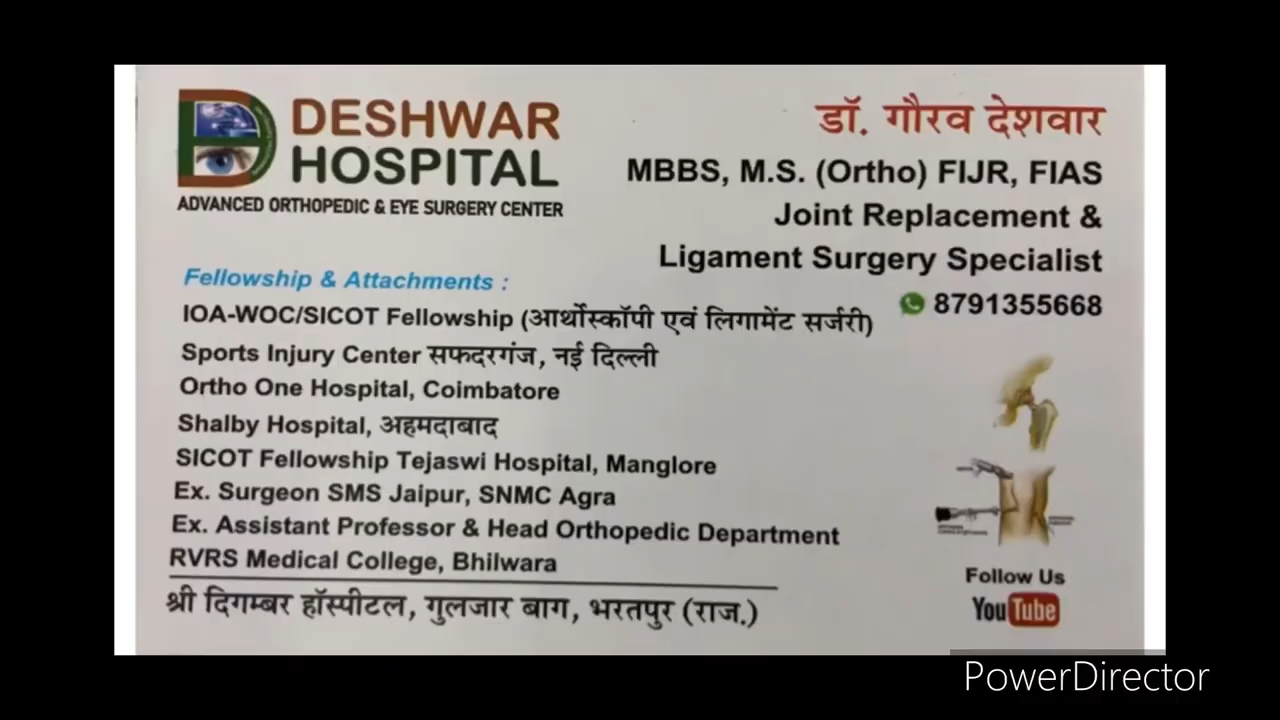 DESHWAR
HOSPITAL
ADVANCED ORTHOPEDIC & EYE SURGERY CENTER
डॉ. गौरव देशवार
MBBS, M.S. (Ortho) FIJR, FIAS
Joint Replacement &
Ligament Surgery Specialist
8791355668
Fellowship & Attachments :
IOA-WOC/SICOT Fellowship (आर्थोस्कॉपी एवं लिगामेंट सर्जरी)
Sports Injury Center सफदरगंज, नई दिल्ली
Ortho One Hospital, Coimbatore
Shalby Hospital, अहमदाबाद
SICOT Fellowship Tejaswi Hospital, Manglore
Ex. Surgeon SMS Jaipur, SNMC Agra
Ex. Assistant Professor & Head Orthopedic Department
RVRS Medical College, Bhilwara
श्री दिगम्बर हॉस्पीटल, गुलजार बाग, भरतपुर (राज.)
Follow Us
YouTube
PowerDirector